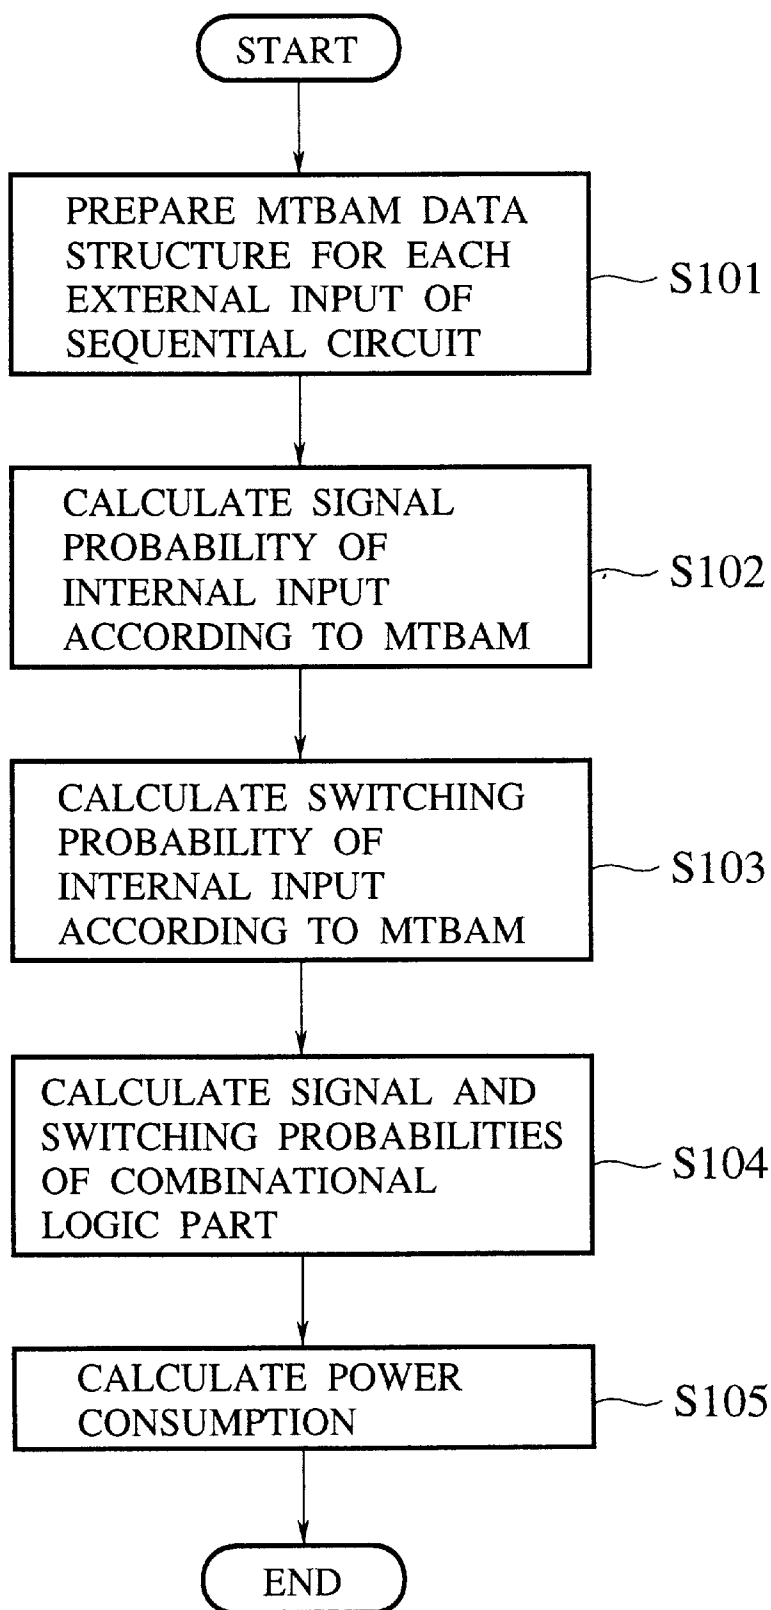 START
PREPARE MTBAM DATA
STRUCTURE FOR EACH
EXTERNAL INPUT OF
SEQUENTIAL CIRCUIT
S101
CALCULATE SIGNAL
PROBABILITY OF
INTERNAL INPUT
ACCORDING TO MTBAM
S102
CALCULATE SWITCHING
PROBABILITY OF
INTERNAL INPUT
ACCORDING TO MTBAM
S103
CALCULATE SIGNAL AND
SWITCHING PROBABILITIES
OF COMBINATIONAL
LOGIC PART
S104
CALCULATE POWER
CONSUMPTION
S105
END